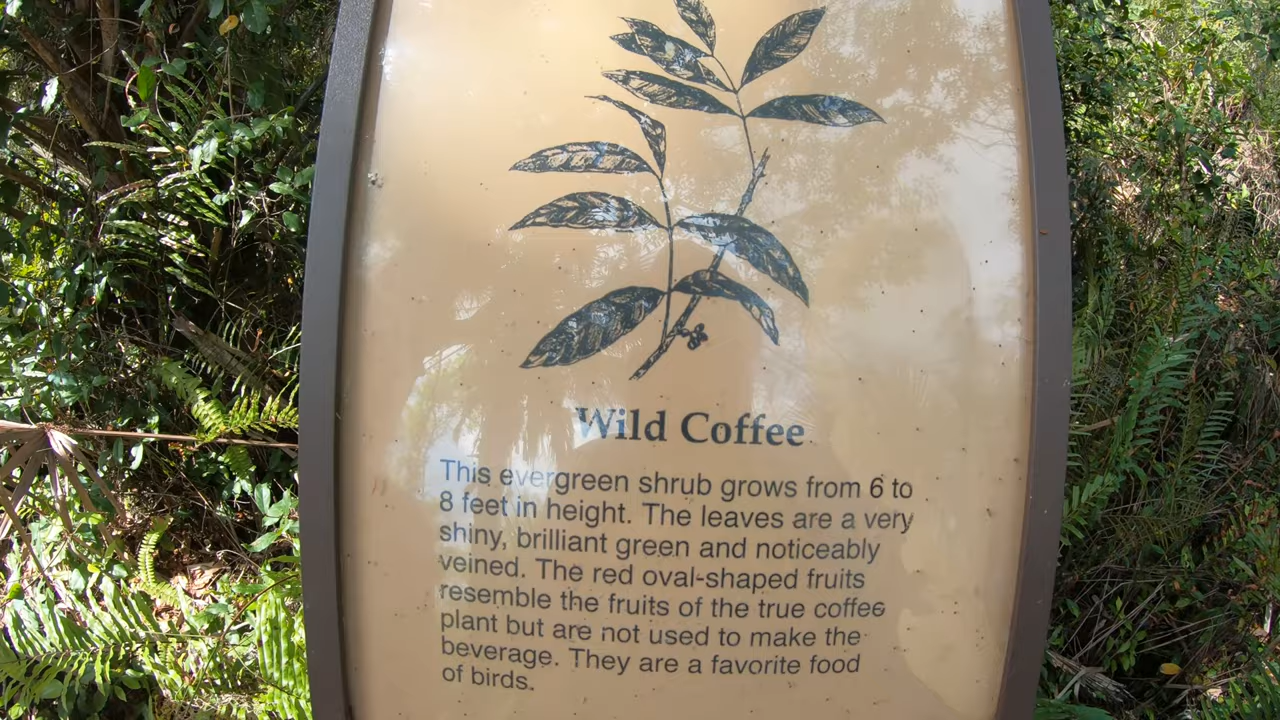 Wild Coffee
This evergreen shrub grows from 6 to
8 feet in height. The leaves are a very
shiny, brilliant green and noticeably
veined. The red oval-shaped fruits
resemble the fruits of the true coffee
plant but are not used to make the
beverage. They are a favorite food
of birds.